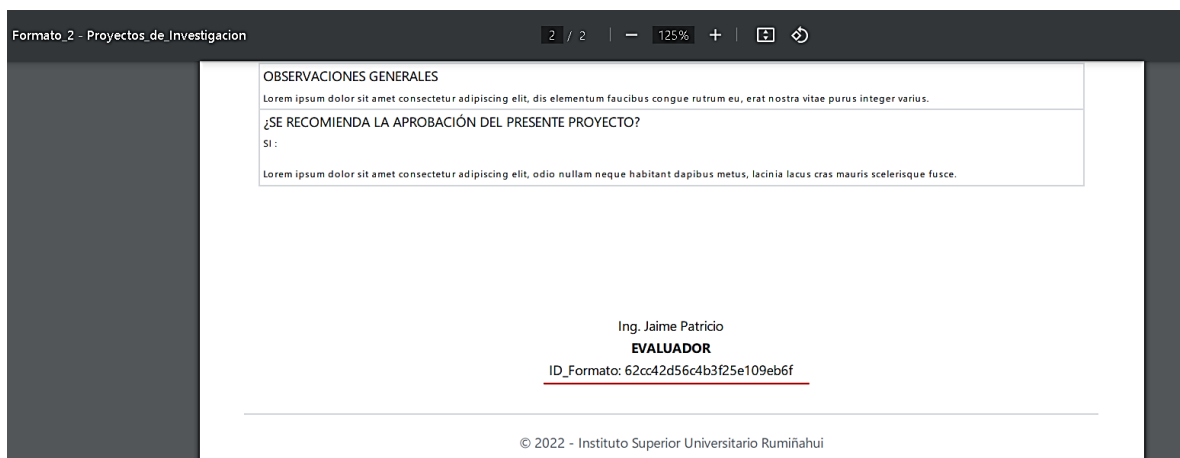 Formato_2 - Proyectos_de_Investigacion
2 / 2
125%
OBSERVACIONES GENERALES
Lorem ipsum dolor sit amet consectetur adipiscing elit, dis elementum faucibus congue rutrum eu, erat nostra vitae purus integer varius.
¿SE RECOMIENDA LA APROBACIÓN DEL PRESENTE PROYECTO?
SI :
Lorem ipsum dolor sit amet consectetur adipiscing elit, odio nullam neque habitant dapibus metus, lacinia lacus cras mauris scelerisque fusce.
Ing. Jaime Patricio
EVALUADOR
ID_Formato: 62cc42d56c4b3f25e109eb6f
© 2022 - Instituto Superior Universitario Rumiñahui